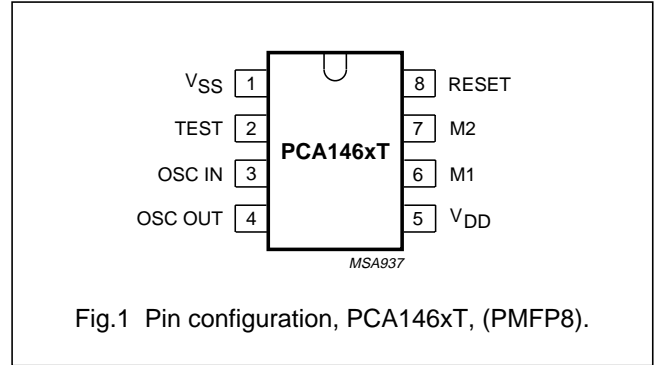 VSS 1 8 RESET
TEST 2 7 M2
PCA146xT
OSC IN 3 6 M1
OSC OUT 4 5 VDD
MSA937
Fig.1 Pin configuration, PCA146xT, (PMFP8).